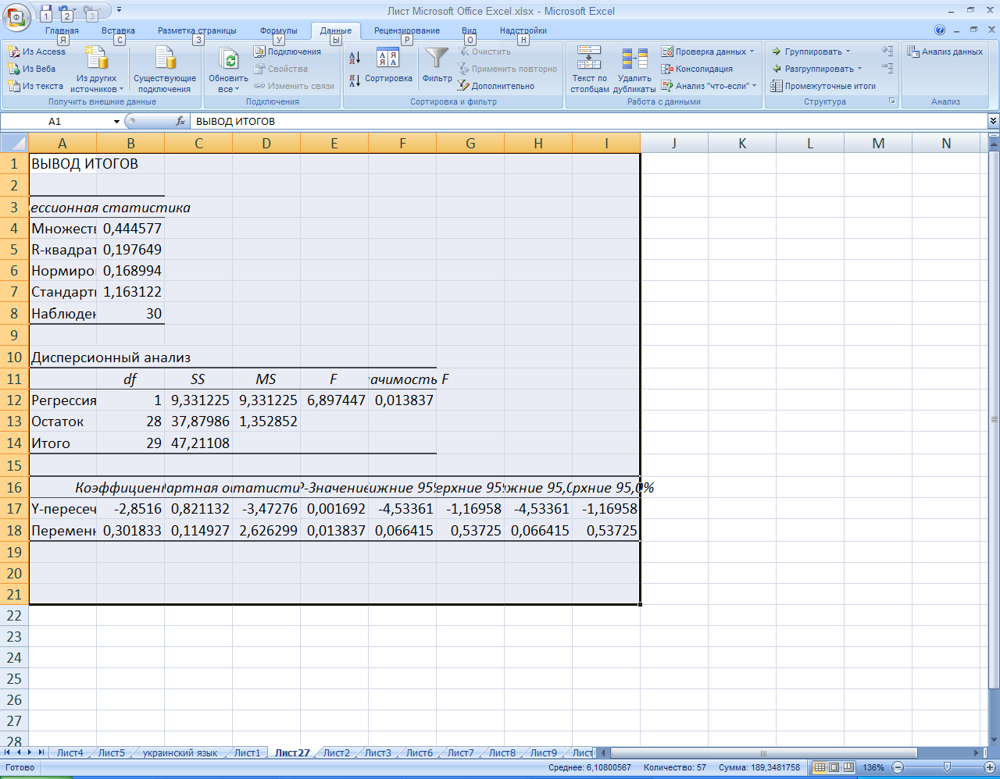 Лист Microsoft Office Excel.xlsx - Microsoft Excel
Ф 1 2 3
Главная Вставка Разметка страницы Формулы Данные Рецензирование Вид Надстройки
Я С З У Ы Р О Н
Из Access
Из Веба
Из текста
Из других источников
Существующие подключения
Получить внешние данные
Обновить все
Подключения
Свойства
Изменить связи
Подключения
Сортировка
Фильтр
Очистить
Применить повторно
Дополнительно
Сортировка и фильтр
Текст по столбцам
Удалить дубликаты
Проверка данных
Консолидация
Анализ "что-если"
Работа с данными
Группировать
Разгруппировать
Промежуточные итоги
Структура
Анализ данных
Анализ
A1 fx ВЫВОД ИТОГОВ
A B C D E F G H I J K L M N
1 ВЫВОД ИТОГОВ
2
3 ессионная статистика
4 Множеств 0,444577
5 R-квадрат 0,197649
6 Нормиров 0,168994
7 Стандартн 1,163122
8 Наблюден 30
9
10 Дисперсионный анализ
11 df SS MS F ачимость F
12 Регрессия 1 9,331225 9,331225 6,897447 0,013837
13 Остаток 28 37,87986 1,352852
14 Итого 29 47,21108
15
16 Коэффициен артная о татисти P-Значение ижние 95% ерхние 95% жние 95,0 рхние 95,0%
17 Y-пересеч -2,8516 0,821132 -3,47276 0,001692 -4,53361 -1,16958 -4,53361 -1,16958
18 Переменн 0,301833 0,114927 2,626299 0,013837 0,066415 0,53725 0,066415 0,53725
19
20
21
22
23
24
25
26
27
28
Лист4 Лист5 украинский язык Лист1 Лист27 Лист2 Лист3 Лист6 Лист7 Лист8 Лист9 Лист
Готово Среднее: 6,10800567 Количество: 57 Сумма: 189,3481758 136%